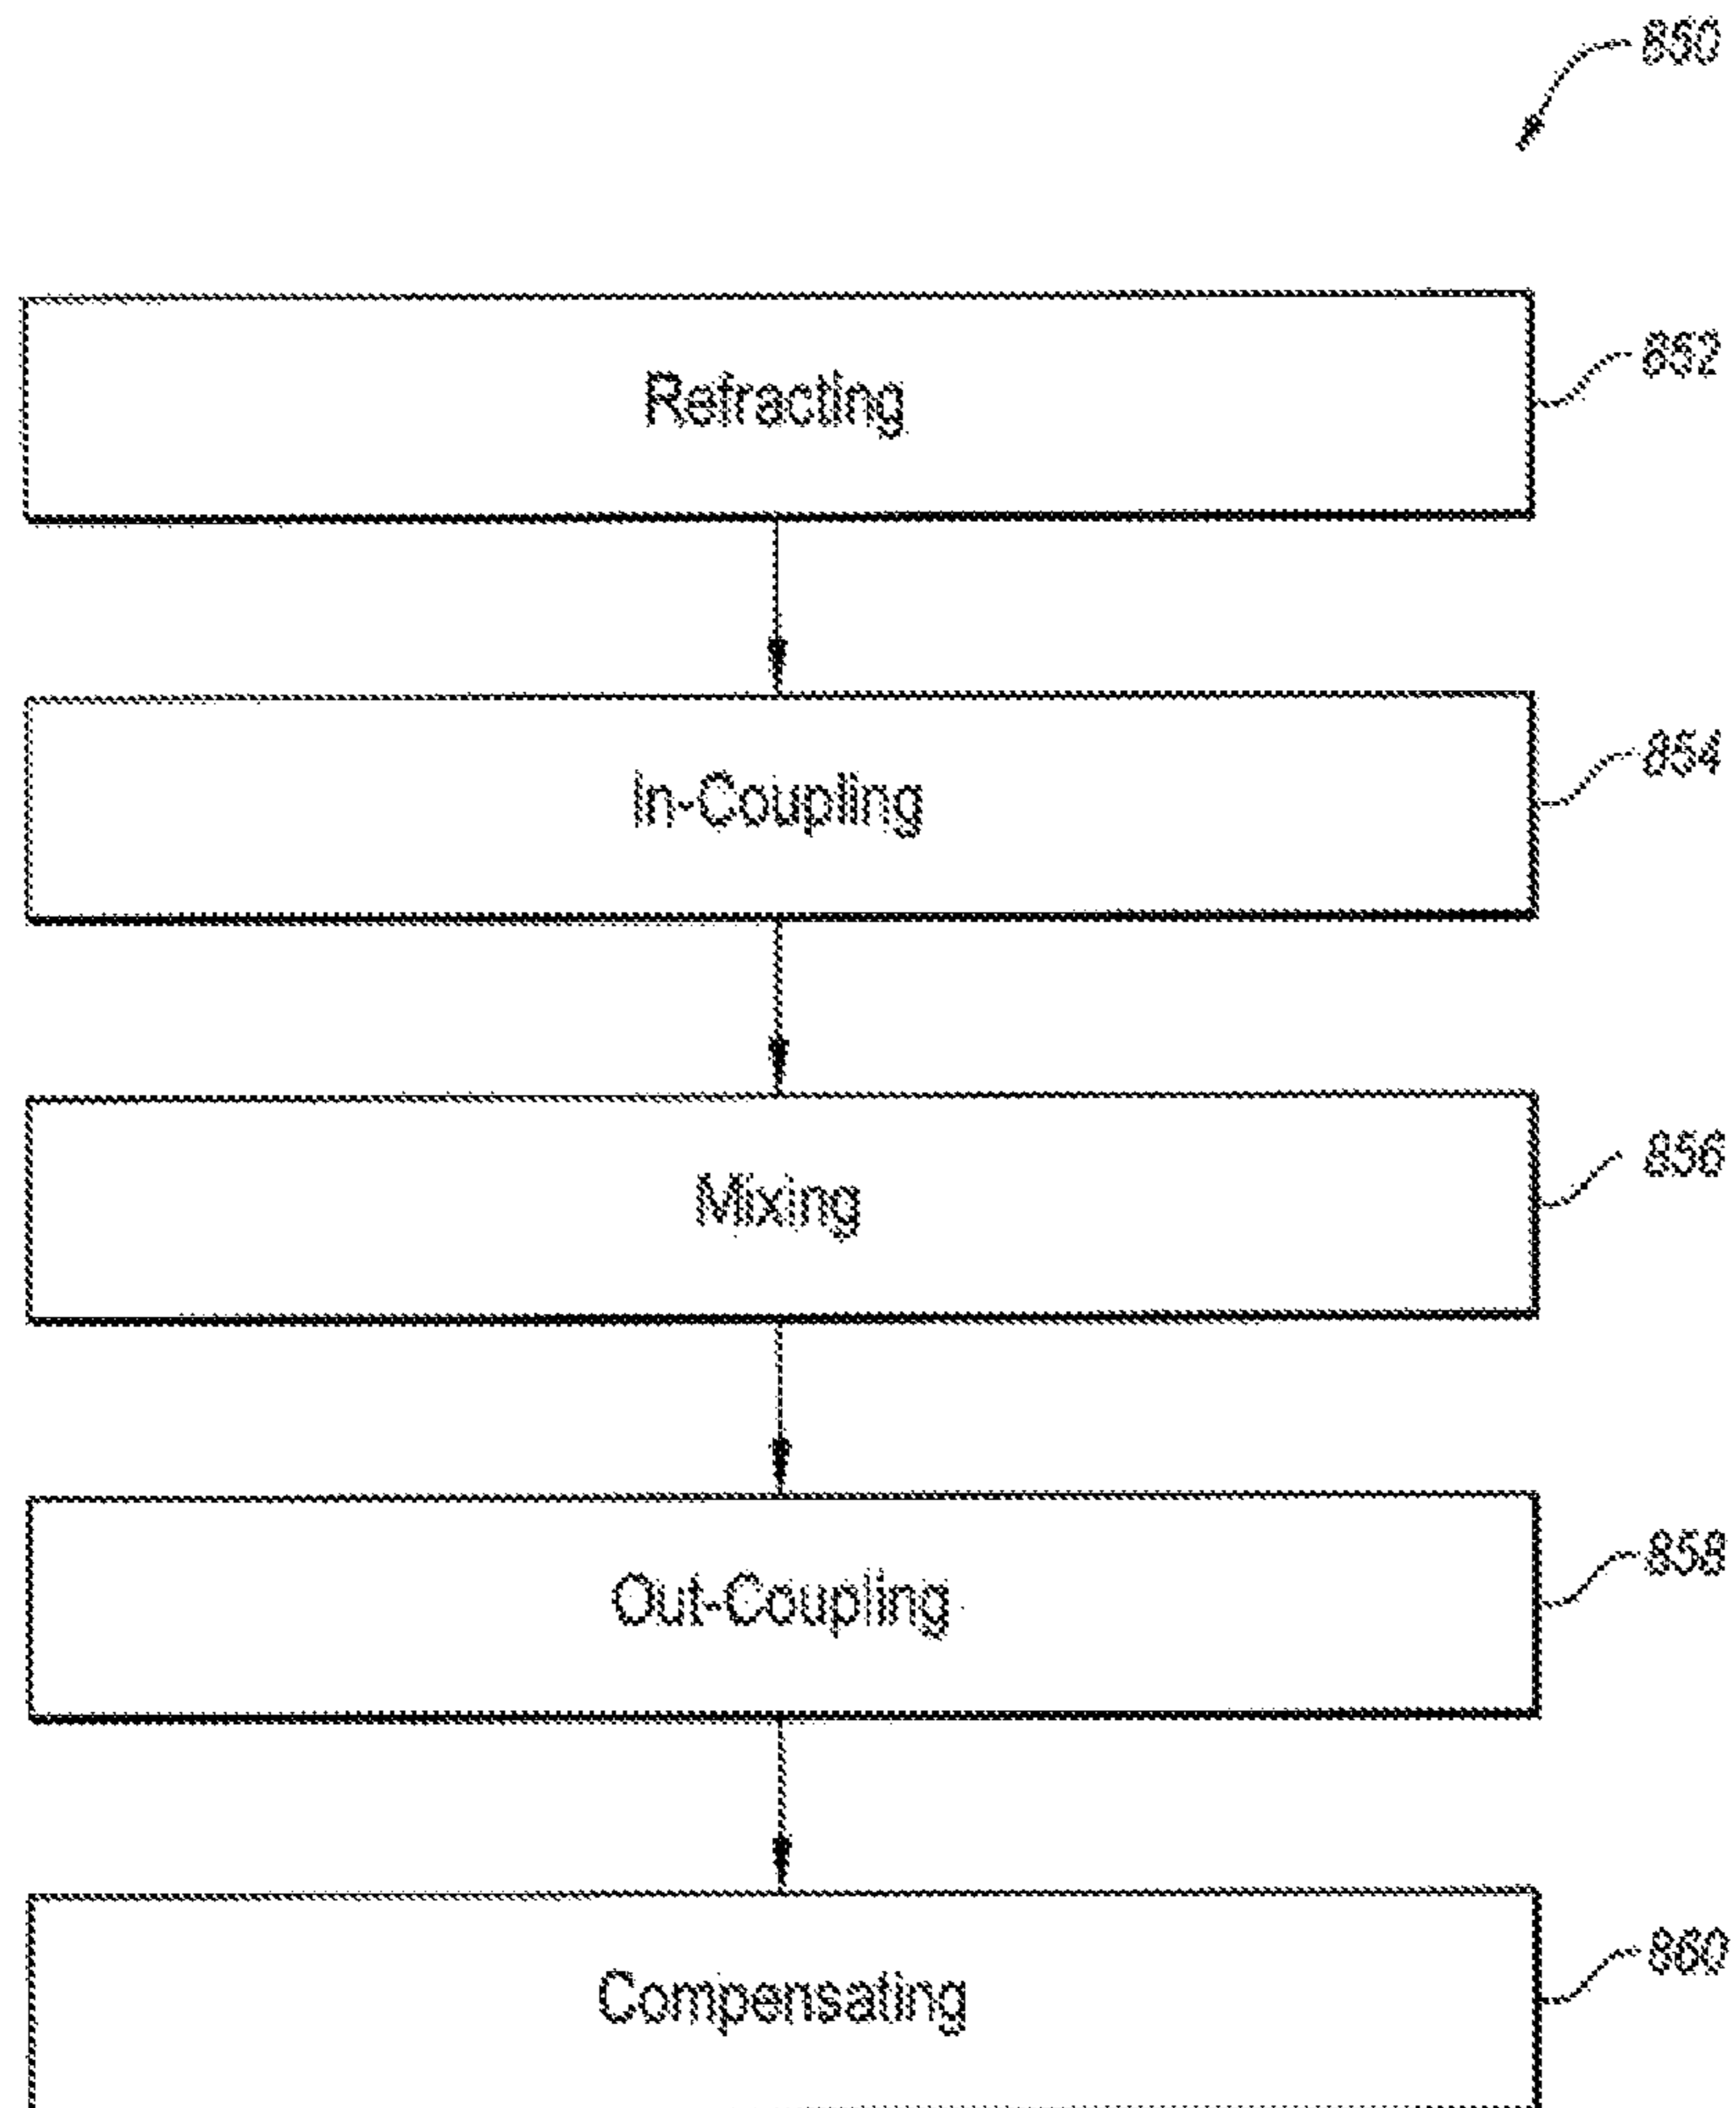 850
Refracting
852
In-Coupling
854
Mixing
856
Out-Coupling
858
Compensating
860